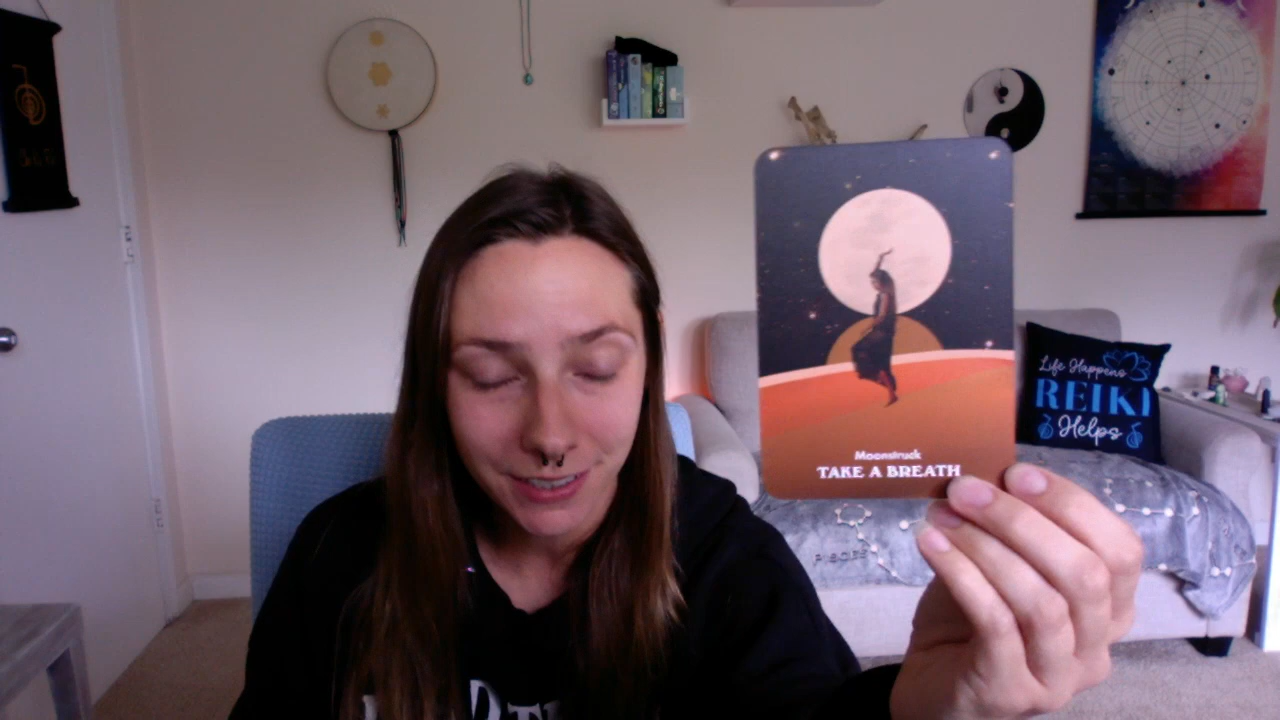 Moonstruck
TAKE A BREATH
Life Happens
REIKI
Helps
PISCES